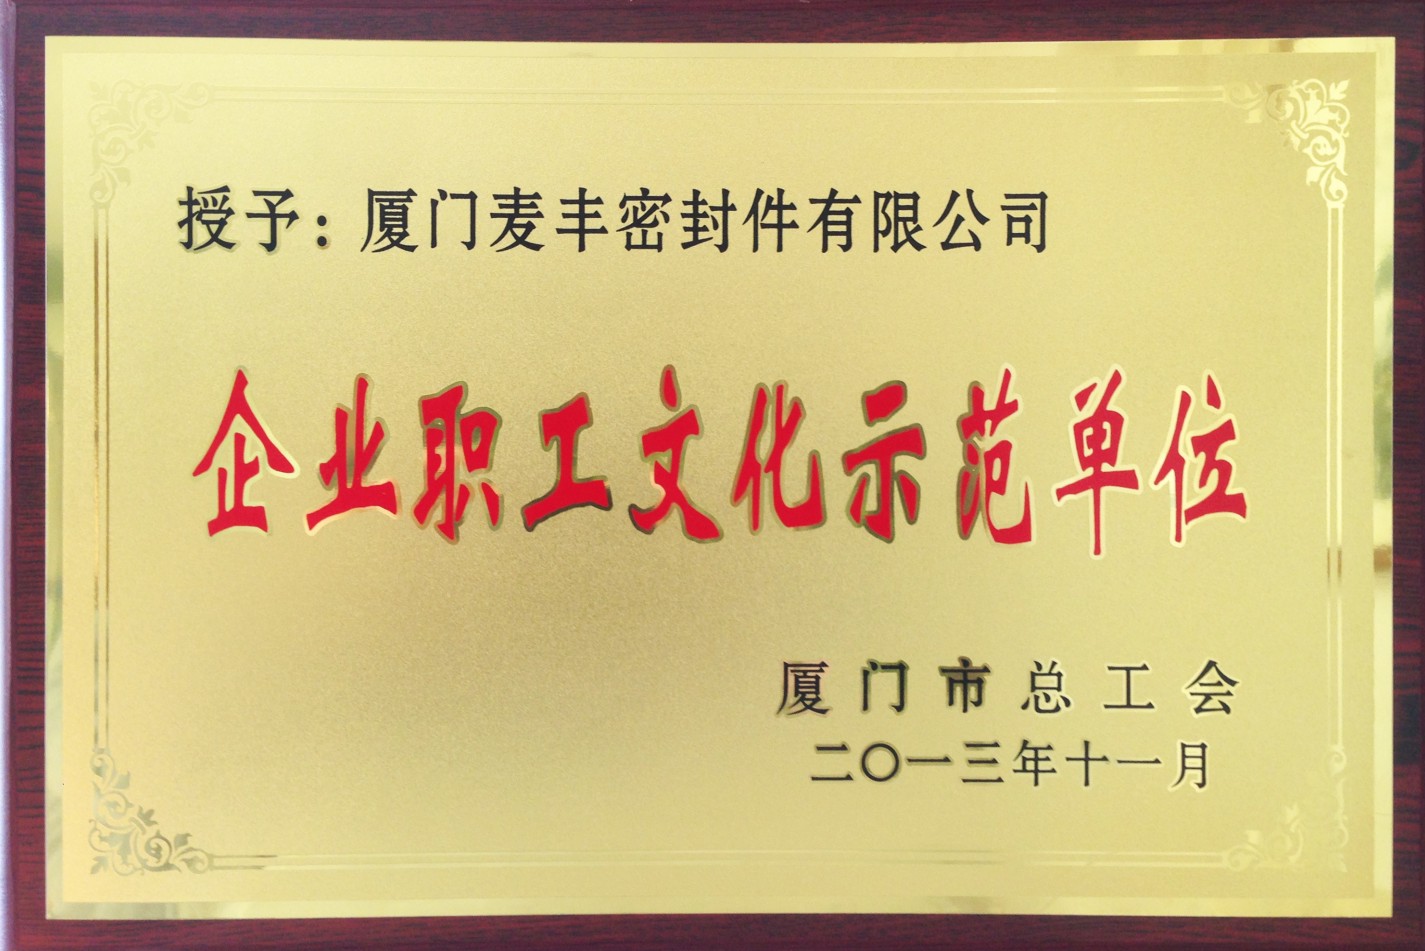 授予：厦门麦丰密封件有限公司
企业职工文化示范单位
厦门市总工会
二〇一三年十一月